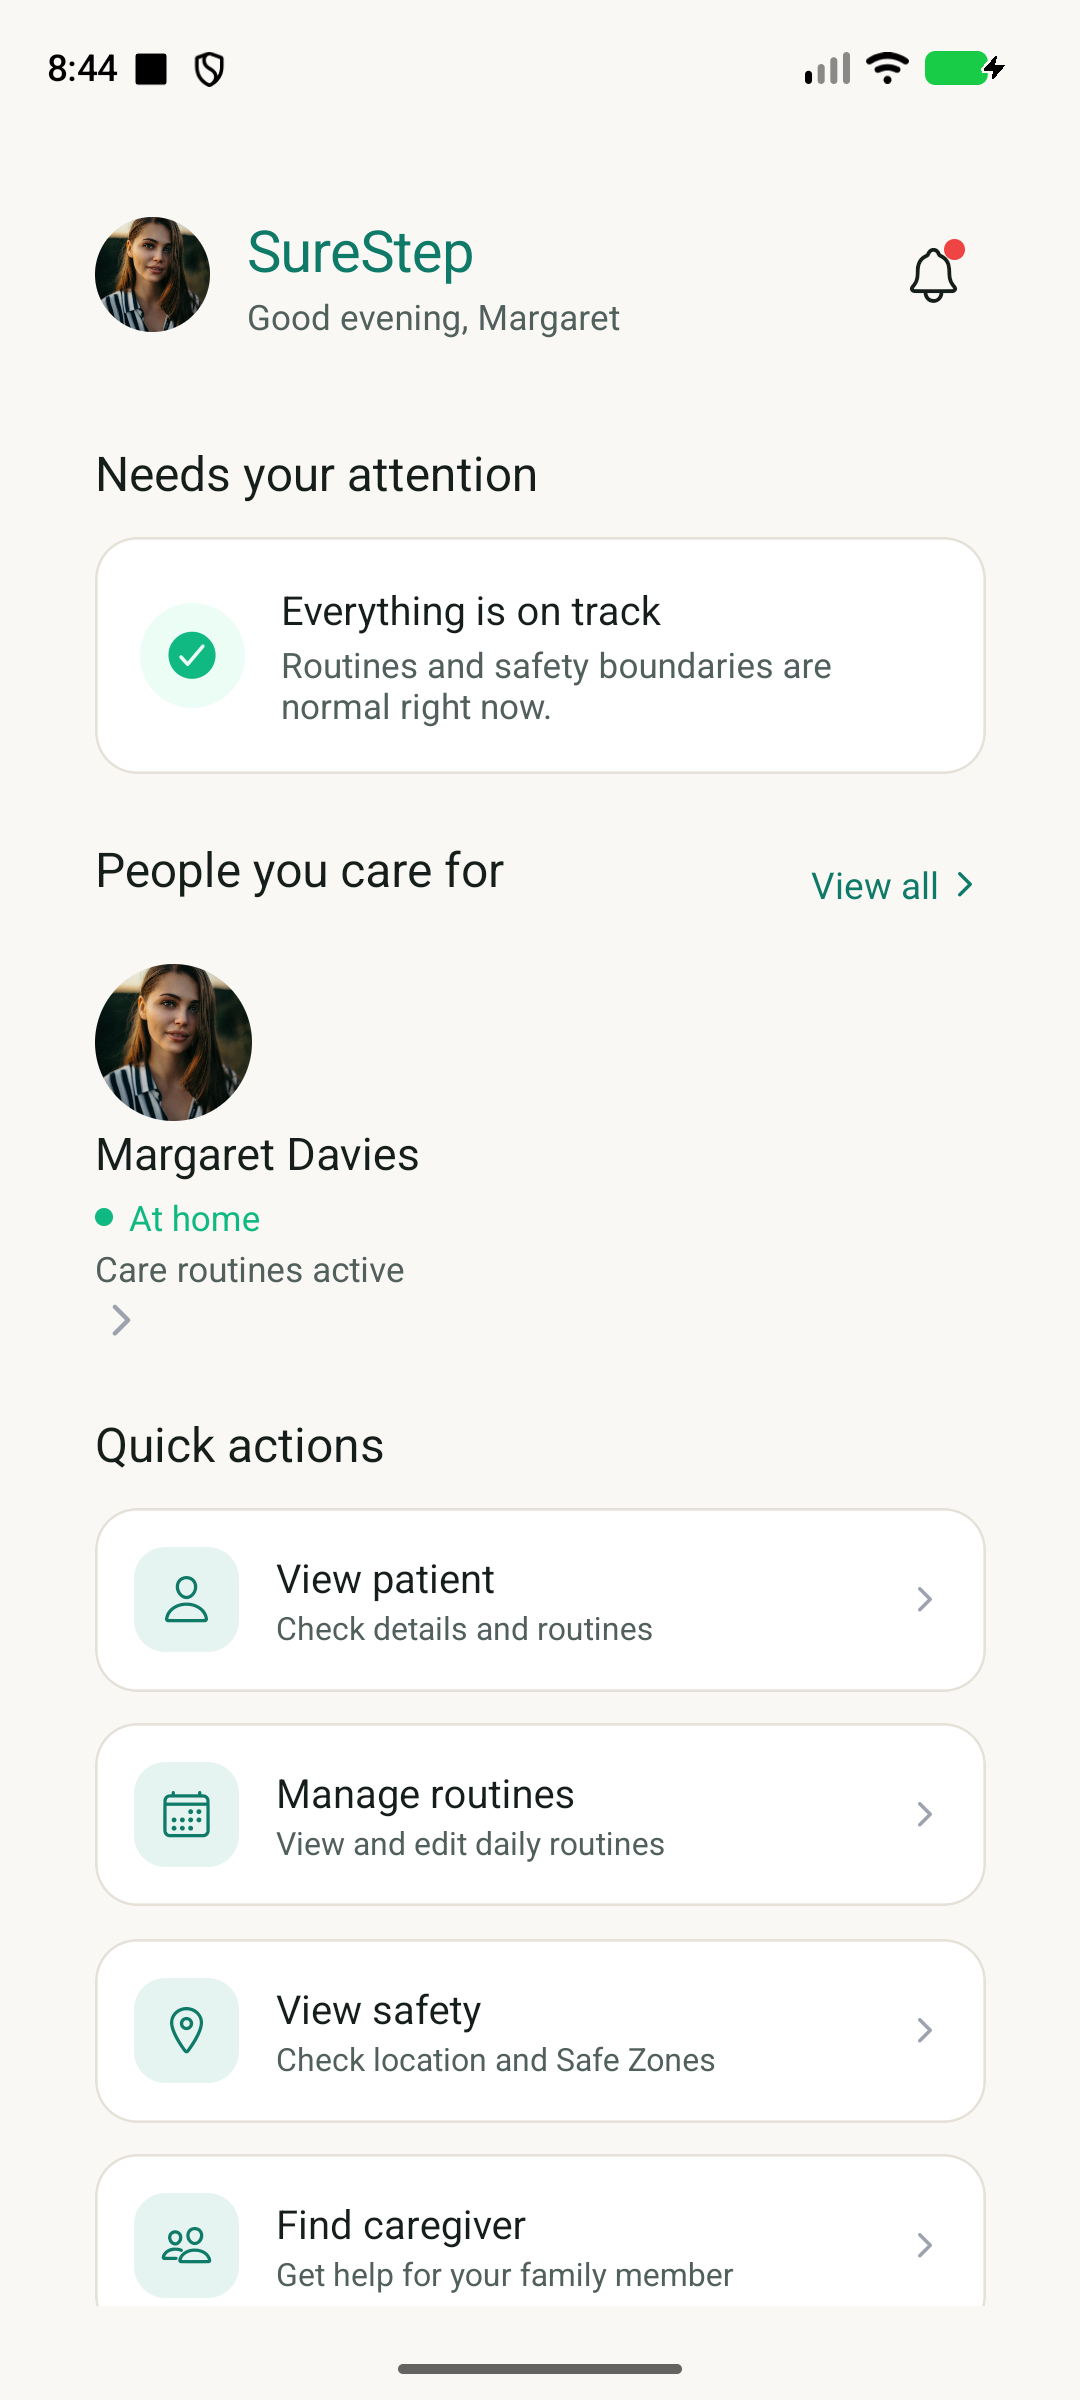 8:44
SureStep
Good evening, Margaret
Needs your attention
Everything is on track
Routines and safety boundaries are
normal right now.
People you care for
View all
Margaret Davies
At home
Care routines active
Quick actions
View patient
Check details and routines
Manage routines
View and edit daily routines
View safety
Check location and Safe Zones
Find caregiver
Get help for your family member